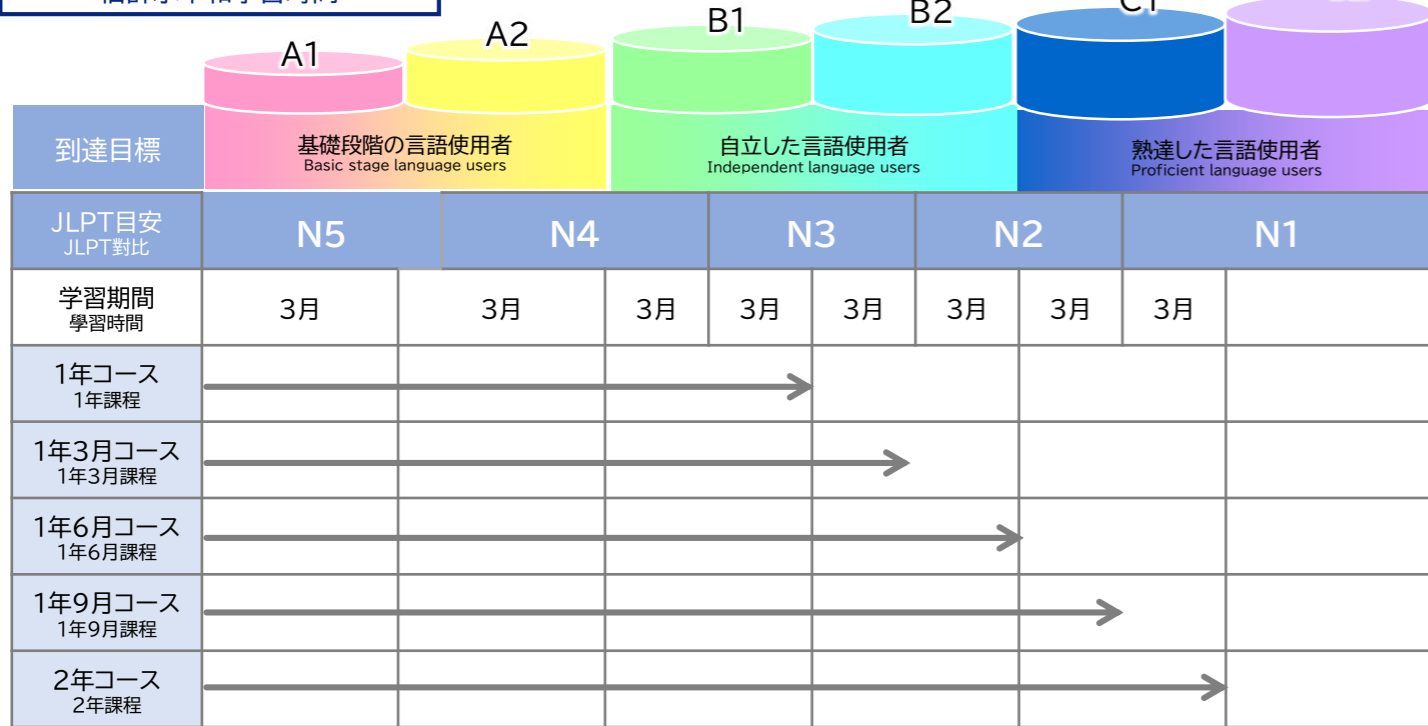 A1
A2
B1
B2
C1
到達目標
基礎段階の言語使用者
Basic stage language users
自立した言語使用者
Independent language users
熟達した言語使用者
Proficient language users
JLPT目安
JLPT對比
N5
N4
N3
N2
N1
学習期間
學習時間
3月
3月
3月
3月
3月
3月
3月
3月
1年コース
1年課程
1年3月コース
1年3月課程
1年6月コース
1年6月課程
1年9月コース
1年9月課程
2年コース
2年課程